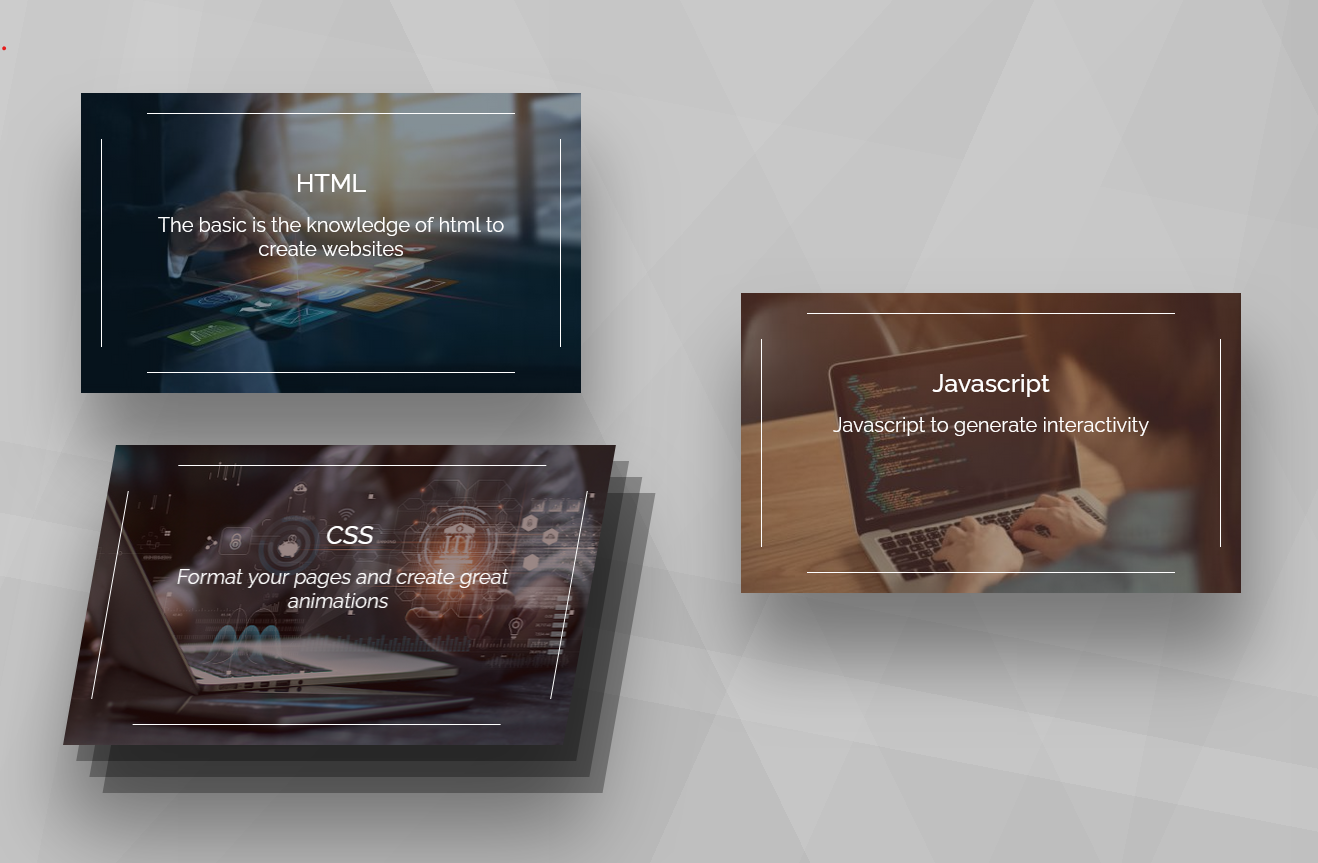 HTML
The basic is the knowledge of html to
create websites
CSS
Format your pages and create great
animations
Javascript
Javascript to generate interactivity